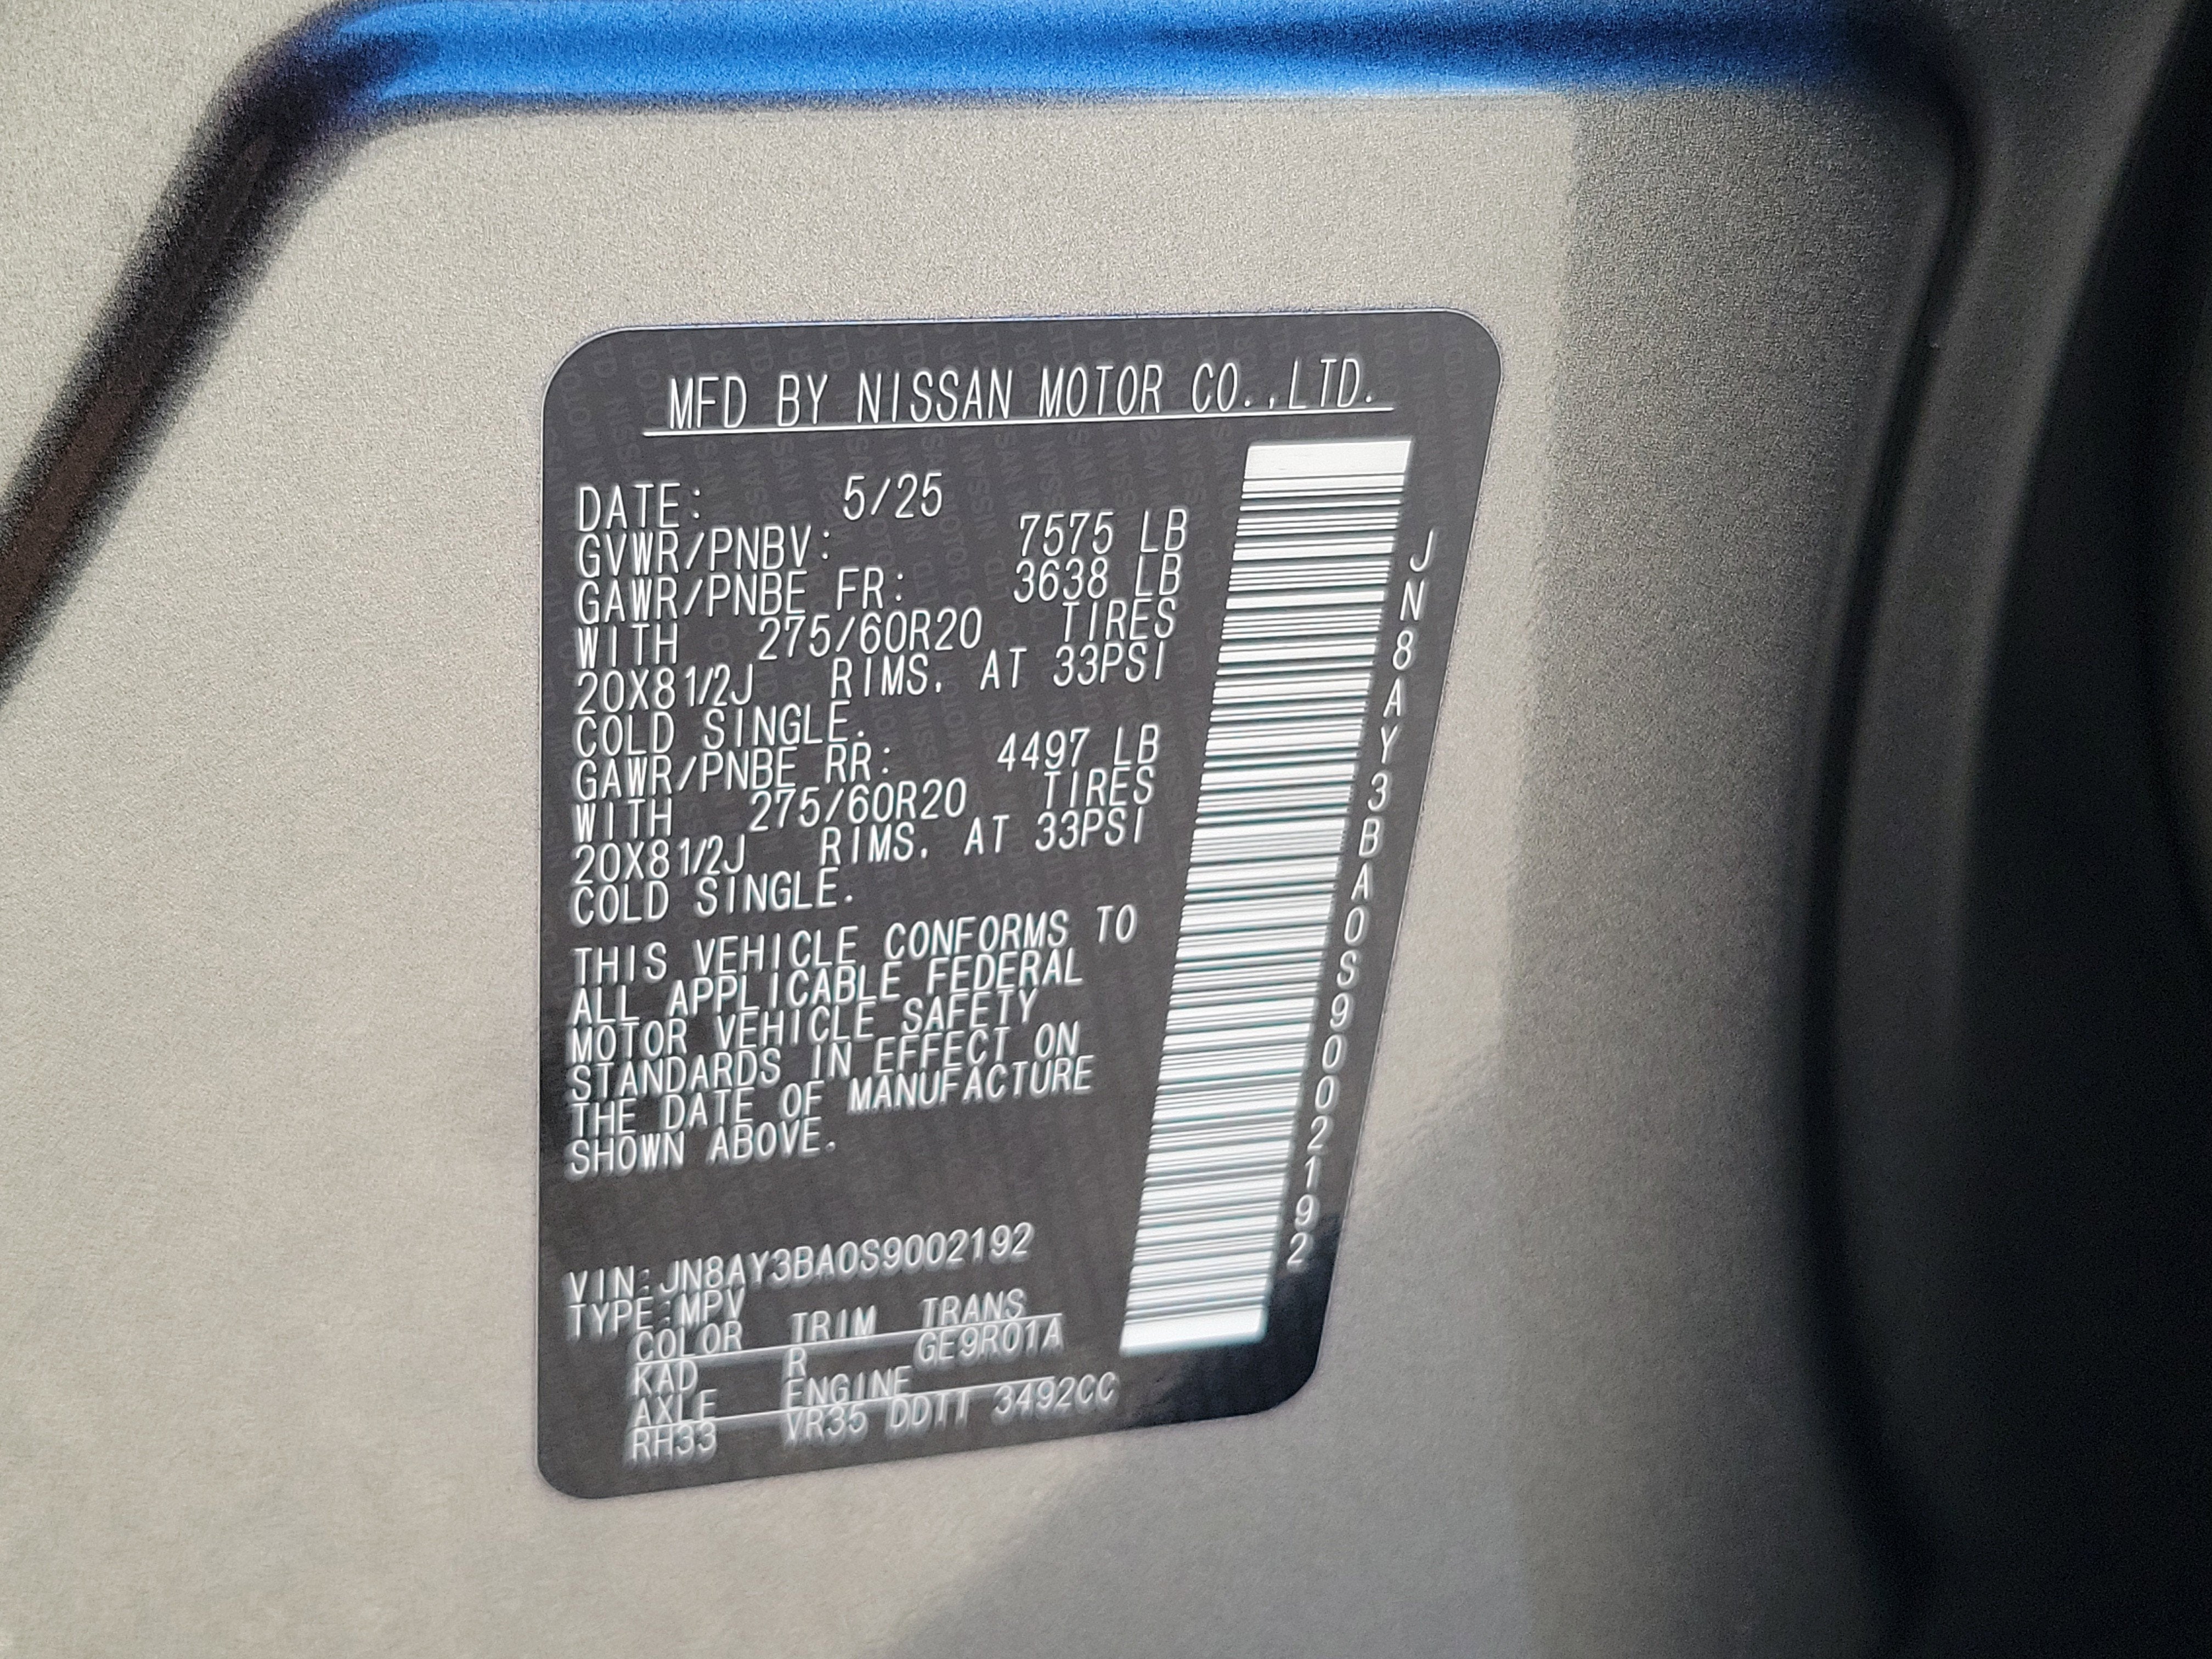 MFD BY NISSAN MOTOR CO.,LTD.
DATE: 5/25
GVWR/PNBV: 7575 LB
GAWR/PNBE FR: 3638 LB
WITH 275/60R20 TIRES
20X8 1/2J RIMS. AT 33PSI
COLD SINGLE.
GAWR/PNBE RR: 4497 LB
WITH 275/60R20 TIRES
20X8 1/2J RIMS. AT 33PSI
COLD SINGLE.
THIS VEHICLE CONFORMS TO
ALL APPLICABLE FEDERAL
MOTOR VEHICLE SAFETY
STANDARDS IN EFFECT ON
THE DATE OF MANUFACTURE
SHOWN ABOVE.
VIN:JN8AY3BA0S9002192
TYPE:MPV
COLOR TRIM TRANS
KAD R GE9R01A
AXLE ENGINE
RH33 VR35 DDTT 3492CC
JN8AY3BA0S9002192